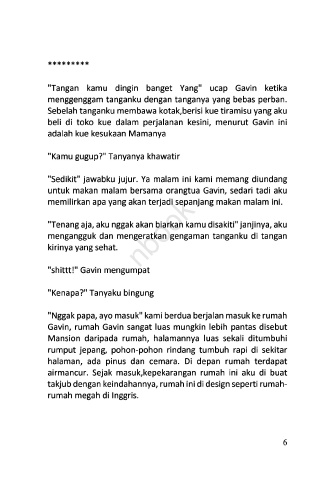 *********
"Tangan kamu dingin banget Yang" ucap Gavin ketika
menggenggam tanganku dengan tanganya yang bebas perban.
Sebelah tanganku membawa kotak,berisi kue tiramisu yang aku
beli di toko kue dalam perjalanan kesini, menurut Gavin ini
adalah kue kesukaan Mamanya
"Kamu gugup?" Tanyanya khawatir
"Sedikit" jawabku jujur. Ya malam ini kami memang diundang
untuk makan malam bersama orangtua Gavin, sedari tadi aku
memilirkan apa yang akan terjadi sepanjang makan malam ini.
"Tenang aja, aku nggak akan biarkan kamu disakiti" janjinya, aku
mengangguk dan mengeratkan gengaman tanganku di tangan
kirinya yang sehat.
"shittt!" Gavin mengumpat
"Kenapa?" Tanyaku bingung
"Nggak papa, ayo masuk" kami berdua berjalan masuk ke rumah
Gavin, rumah Gavin sangat luas mungkin lebih pantas disebut
Mansion daripada rumah, halamannya luas sekali ditumbuhi
rumput jepang, pohon-pohon rindang tumbuh rapi di sekitar
halaman, ada pinus dan cemara. Di depan rumah terdapat
airmancur. Sejak masuk,kepekarangan rumah ini aku di buat
takjub dengan keindahannya, rumah ini di design seperti rumah-
rumah megah di Inggris.
6